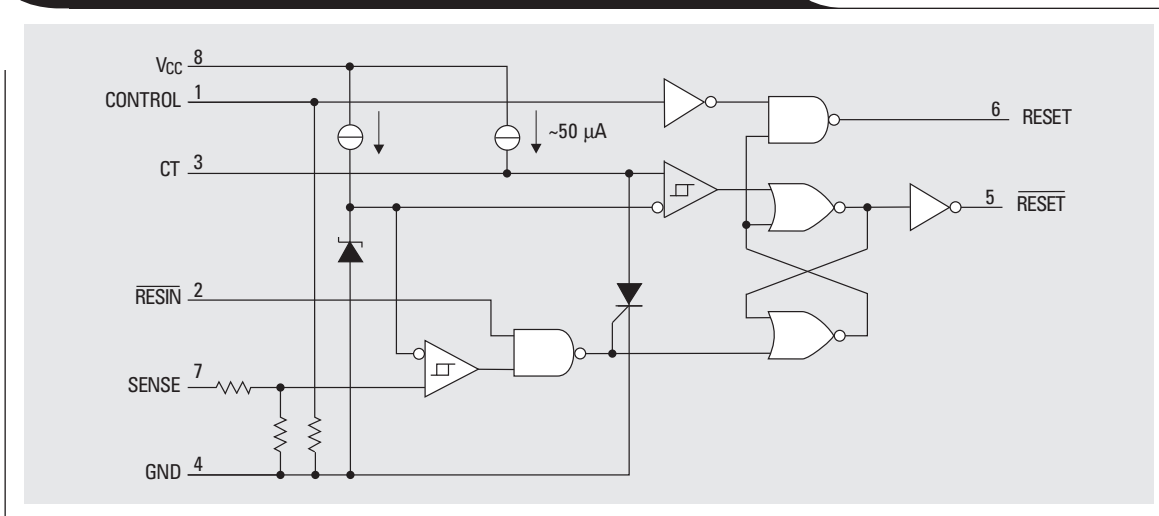 VCC 8
CONTROL 1
~50 μA
6 RESET
CT 3
5 RESET
RESIN 2
SENSE 7
GND 4